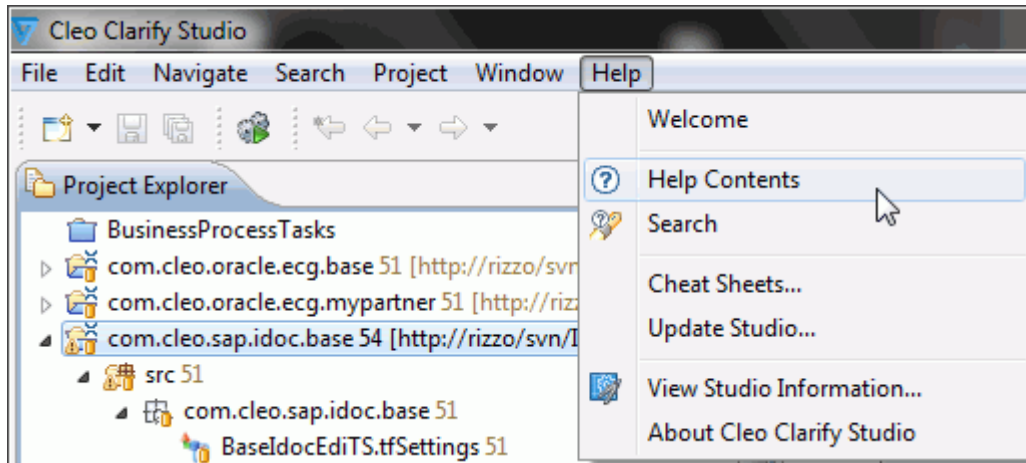 Cleo Clarify Studio
File Edit Navigate Search Project Window Help
Welcome
Project Explorer
Help Contents
BusinessProcessTasks
Search
com.cleo.oracle.ecg.base 51 [http://rizzo/svn
com.cleo.oracle.ecg.mypartner 51 [http://riz
Cheat Sheets...
com.cleo.sap.idoc.base 54 [http://rizzo/svn/I
Update Studio...
src 51
View Studio Information...
com.cleo.sap.idoc.base 51
About Cleo Clarify Studio
BaseIdocEdiTS.tfSettings 51